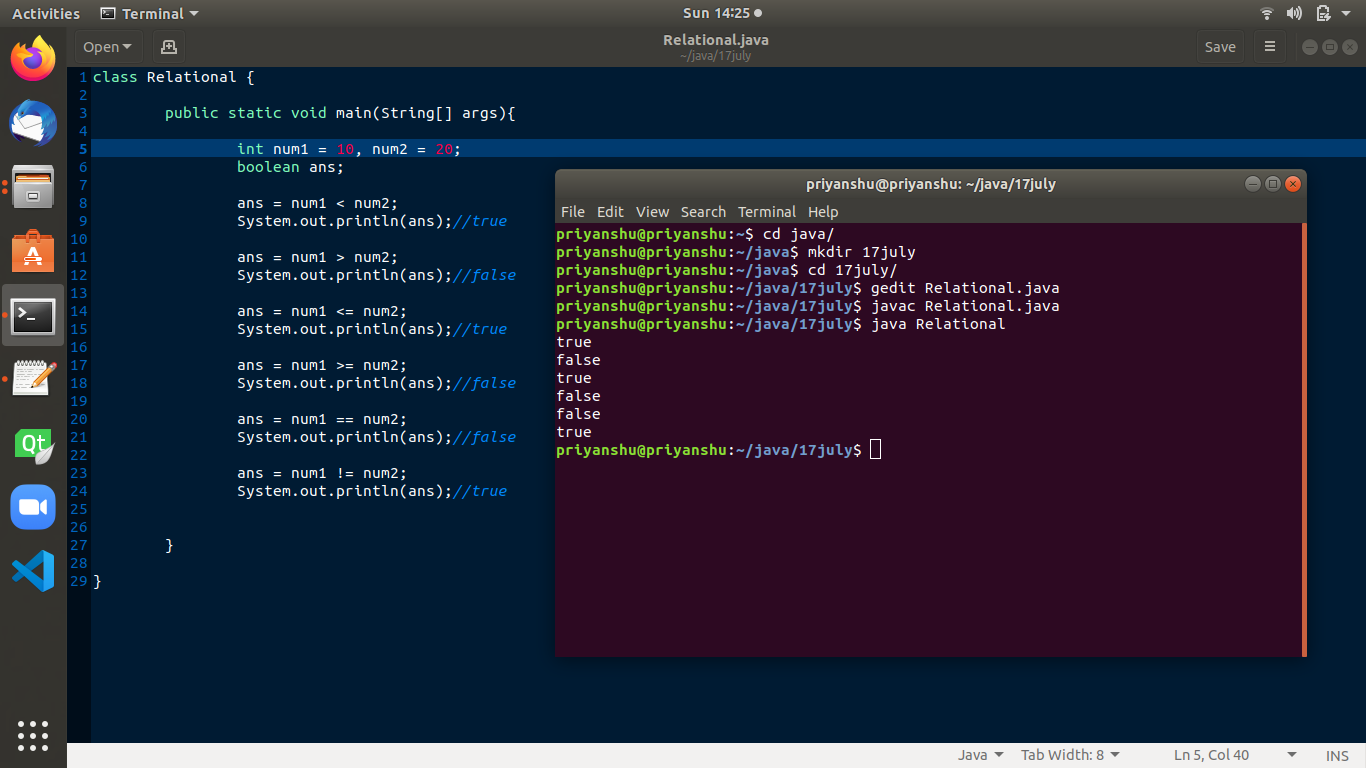 Activities Terminal Sun 14:25
Open Relational.java Save
~/java/17july
1 class Relational {
2
3 public static void main(String[] args){
4
5 int num1 = 10, num2 = 20;
6 boolean ans;
7
8 ans = num1 < num2;
9 System.out.println(ans);//true
10
11 ans = num1 > num2;
12 System.out.println(ans);//false
13
14 ans = num1 <= num2;
15 System.out.println(ans);//true
16
17 ans = num1 >= num2;
18 System.out.println(ans);//false
19
20 ans = num1 == num2;
21 System.out.println(ans);//false
22
23 ans = num1 != num2;
24 System.out.println(ans);//true
25
26
27 }
28
29 }
priyanshu@priyanshu: ~/java/17july
File Edit View Search Terminal Help
priyanshu@priyanshu:~$ cd java/
priyanshu@priyanshu:~/java$ mkdir 17july
priyanshu@priyanshu:~/java$ cd 17july/
priyanshu@priyanshu:~/java/17july$ gedit Relational.java
priyanshu@priyanshu:~/java/17july$ javac Relational.java
priyanshu@priyanshu:~/java/17july$ java Relational
true
false
true
false
false
true
priyanshu@priyanshu:~/java/17july$
Qt
Java Tab Width: 8 Ln 5, Col 40 INS